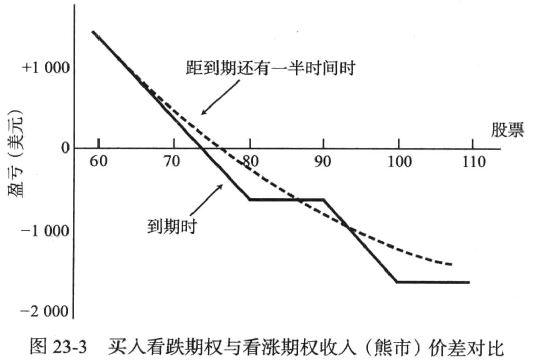 +1 000
距到期还有一半时间时
股票
0
60 70 80 90 100 110
盈亏（美元）
到期时
-1 000
-2 000
图 23-3 买入看跌期权与看涨期权收入（熊市）价差对比